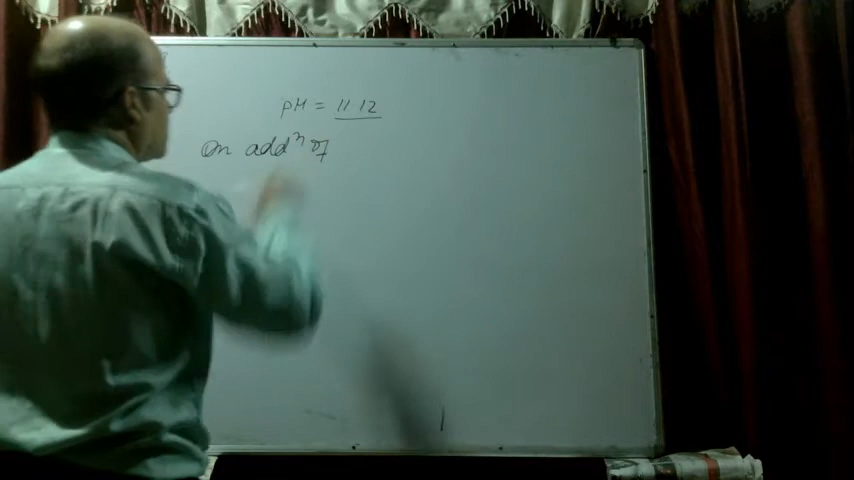 pH = 11.12
On addⁿ of